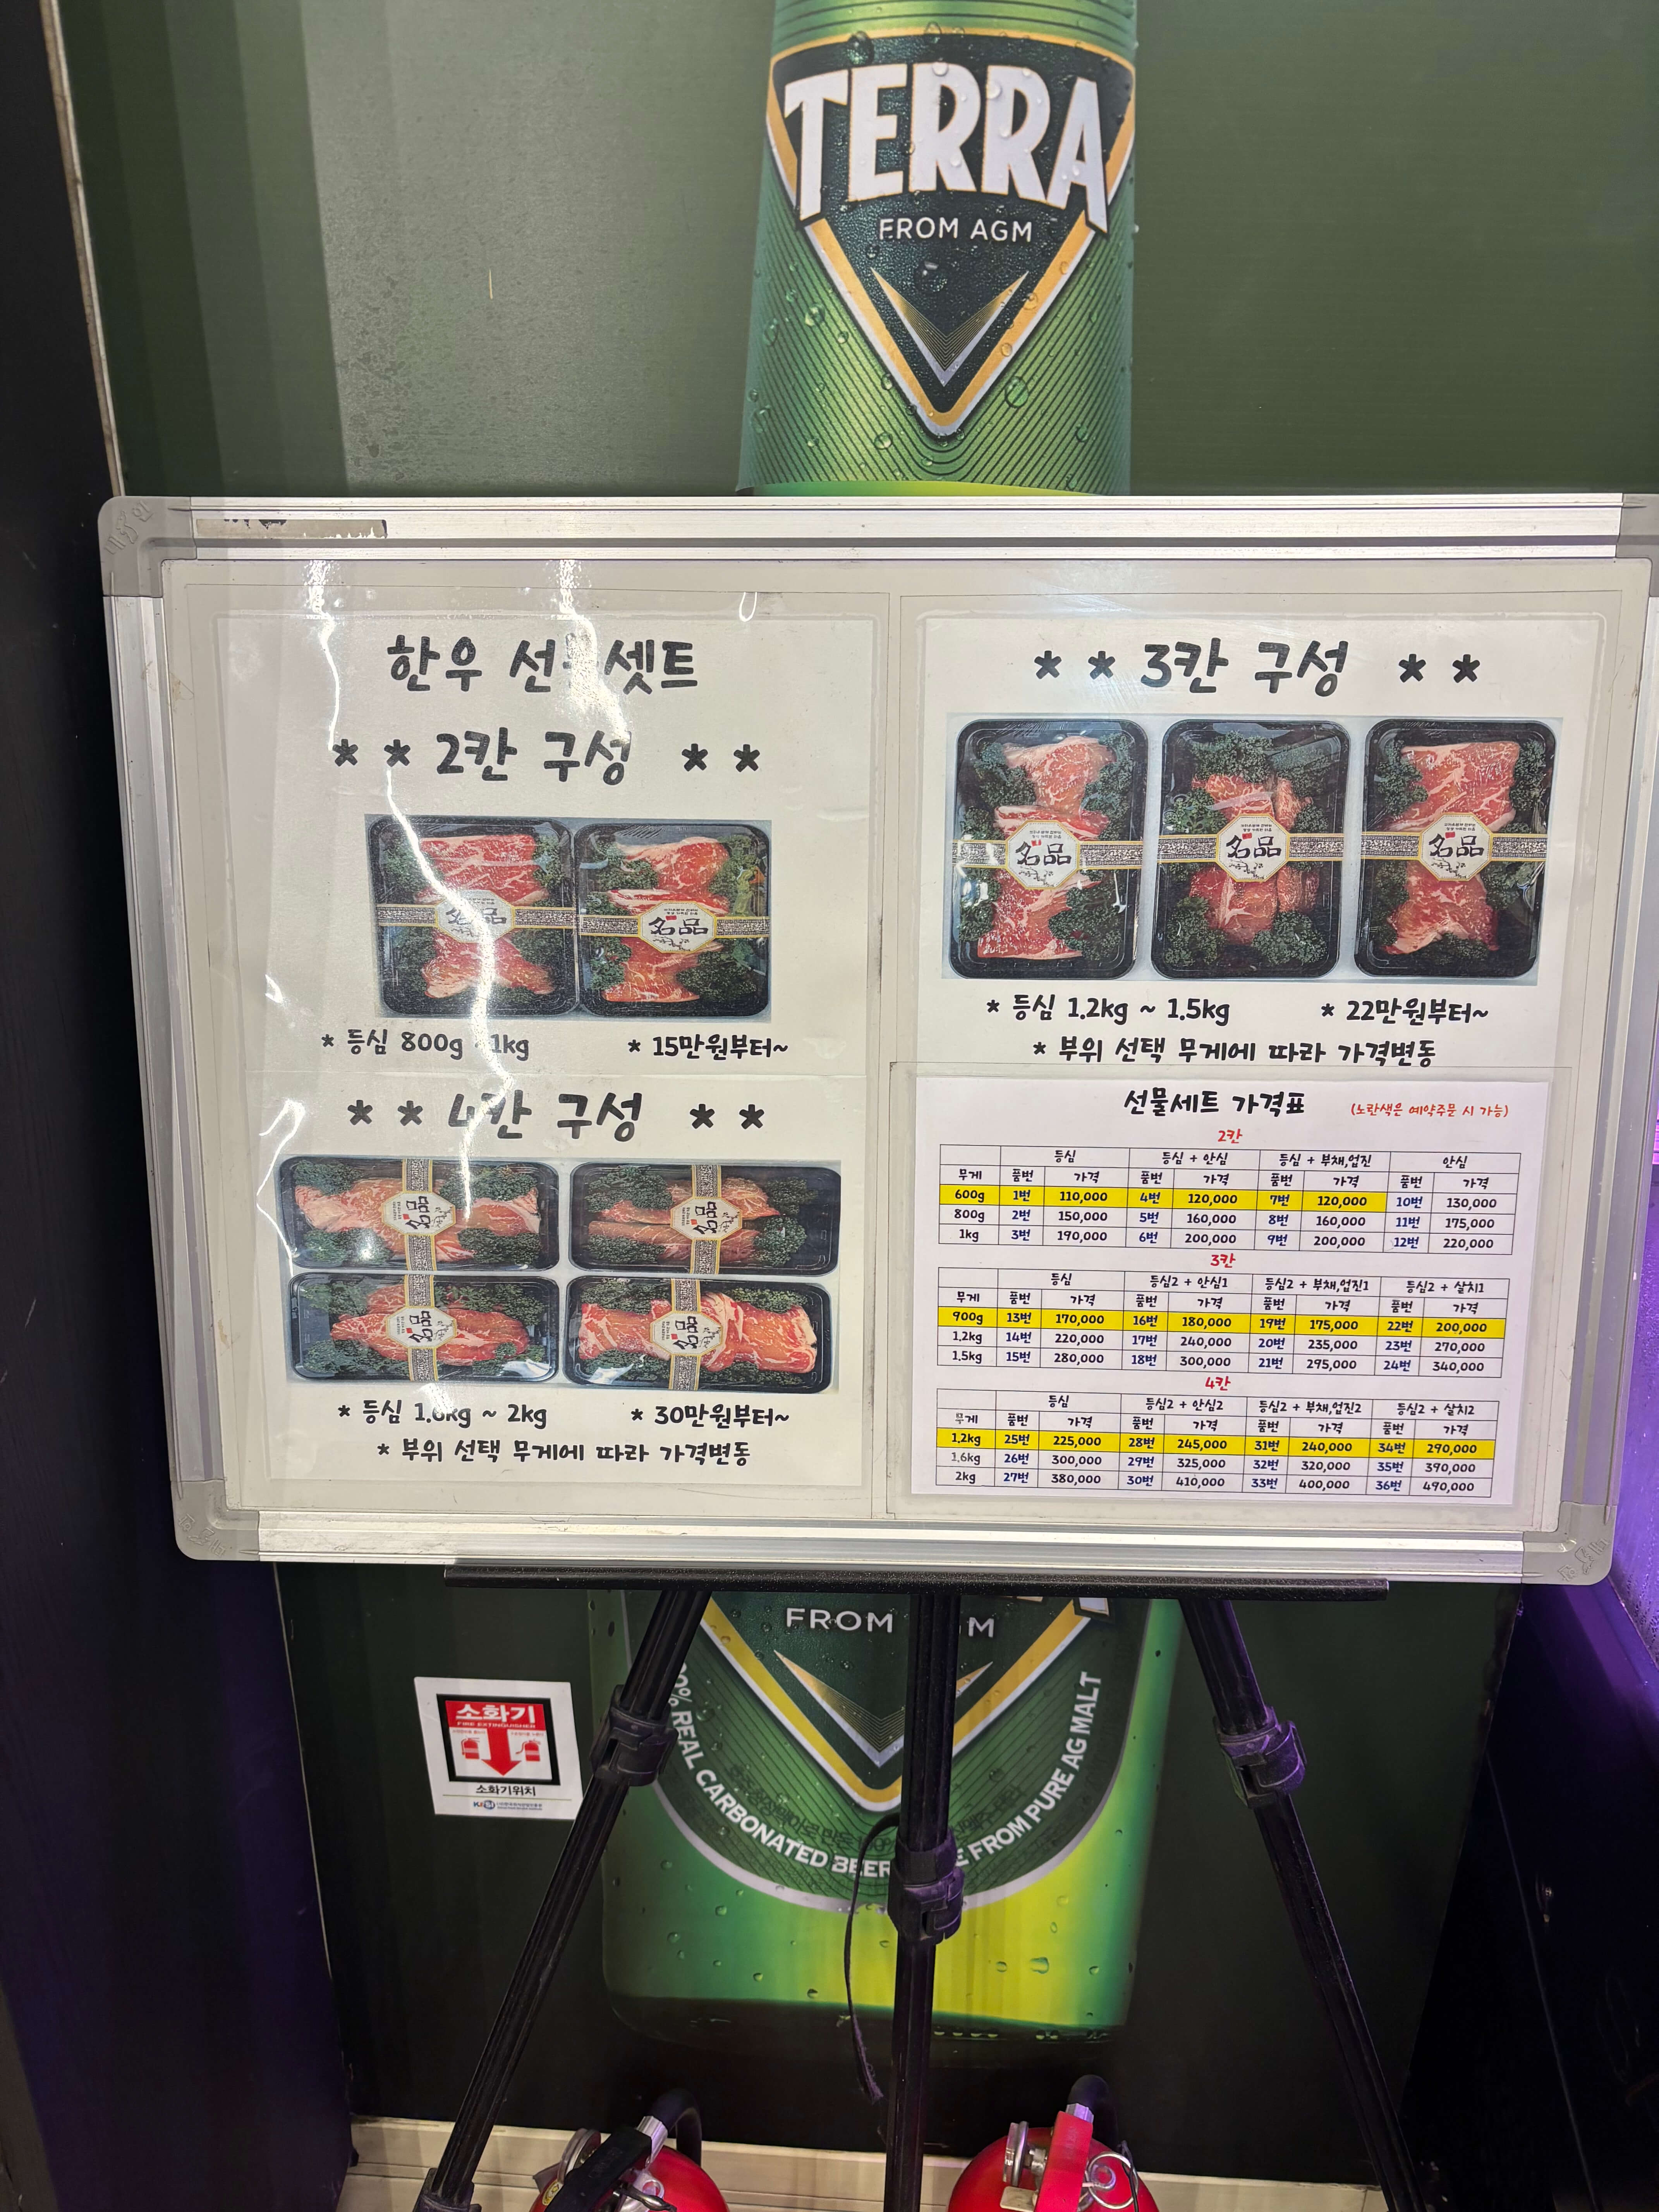 TERRA
FROM AGM
한우 선물셋트
* * 2칸 구성 * *
名品
名品
* 등심 800g 1kg * 15만원부터~
* * 4칸 구성 * *
名品
名品
名品
名品
* 등심 1.6kg ~ 2kg * 30만원부터~
* 부위 선택 무게에 따라 가격변동
* * 3칸 구성 * *
名品
名品
名品
* 등심 1.2kg ~ 1.5kg * 22만원부터~
* 부위 선택 무게에 따라 가격변동
선물세트 가격표 (노란색은 예약주문 시 가능)
2칸
등심 등심 + 안심 등심 + 부채,업진 안심
무게 품번 가격 품번 가격 품번 가격 품번 가격
600g 1번 110,000 4번 120,000 7번 120,000 10번 130,000
800g 2번 150,000 5번 160,000 8번 160,000 11번 175,000
1kg 3번 190,000 6번 200,000 9번 200,000 12번 220,000
3칸
등심 등심2 + 안심1 등심2 + 부채,업진1 등심2 + 살치1
무게 품번 가격 품번 가격 품번 가격 품번 가격
900g 13번 170,000 16번 180,000 19번 175,000 22번 200,000
1.2kg 14번 220,000 17번 240,000 20번 235,000 23번 270,000
1.5kg 15번 280,000 18번 300,000 21번 295,000 24번 340,000
4칸
등심 등심2 + 안심2 등심2 + 부채,업진2 등심2 + 살치2
무게 품번 가격 품번 가격 품번 가격 품번 가격
1.2kg 25번 225,000 28번 245,000 31번 240,000 34번 290,000
1.6kg 26번 300,000 29번 325,000 32번 320,000 35번 390,000
2kg 27번 380,000 30번 410,000 33번 400,000 36번 490,000
FROM
소화기
FIRE EXTINGUISHER
소화기위치
REAL CARBONATED BEER FROM PURE AG MALT